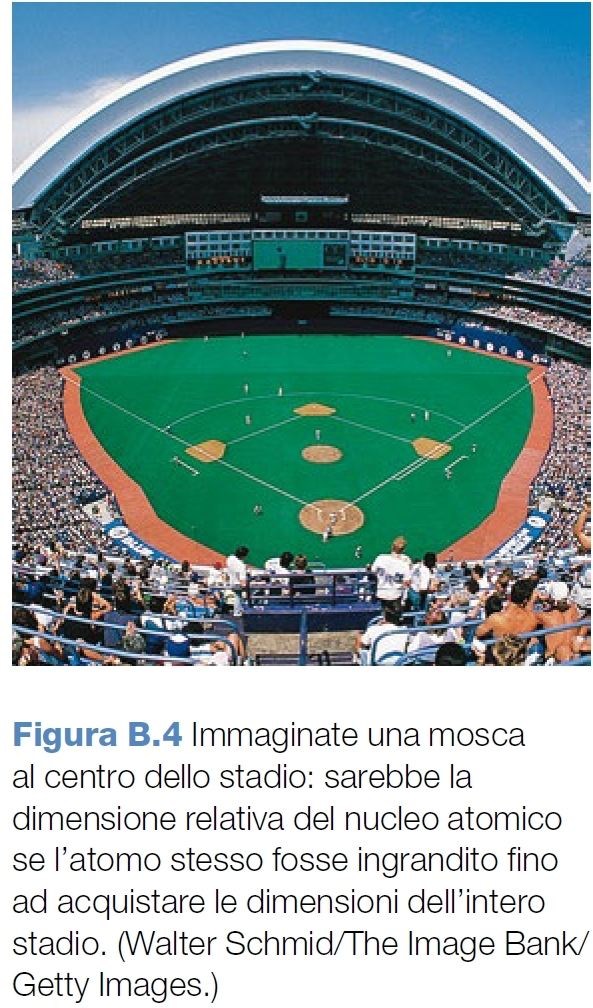 Figura B.4 Immaginate una mosca
al centro dello stadio: sarebbe la
dimensione relativa del nucleo atomico
se l’atomo stesso fosse ingrandito fino
ad acquistare le dimensioni dell’intero
stadio. (Walter Schmid/The Image Bank/
Getty Images.)